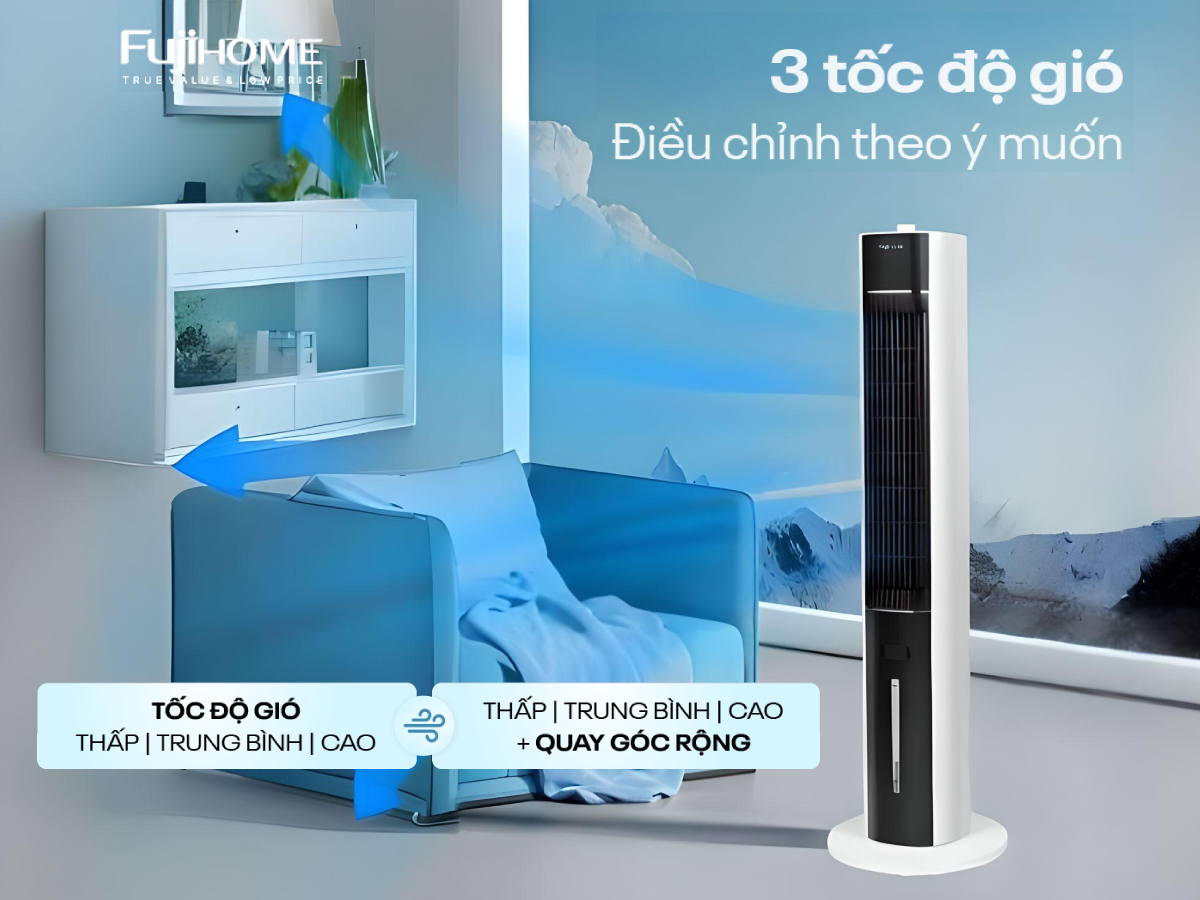 FujiHOME
TRUE VALUE & LOW PRICE
3 tốc độ gió
Điều chỉnh theo ý muốn
TỐC ĐỘ GIÓ
THẤP | TRUNG BÌNH | CAO
THẤP | TRUNG BÌNH | CAO
+ QUAY GÓC RỘNG